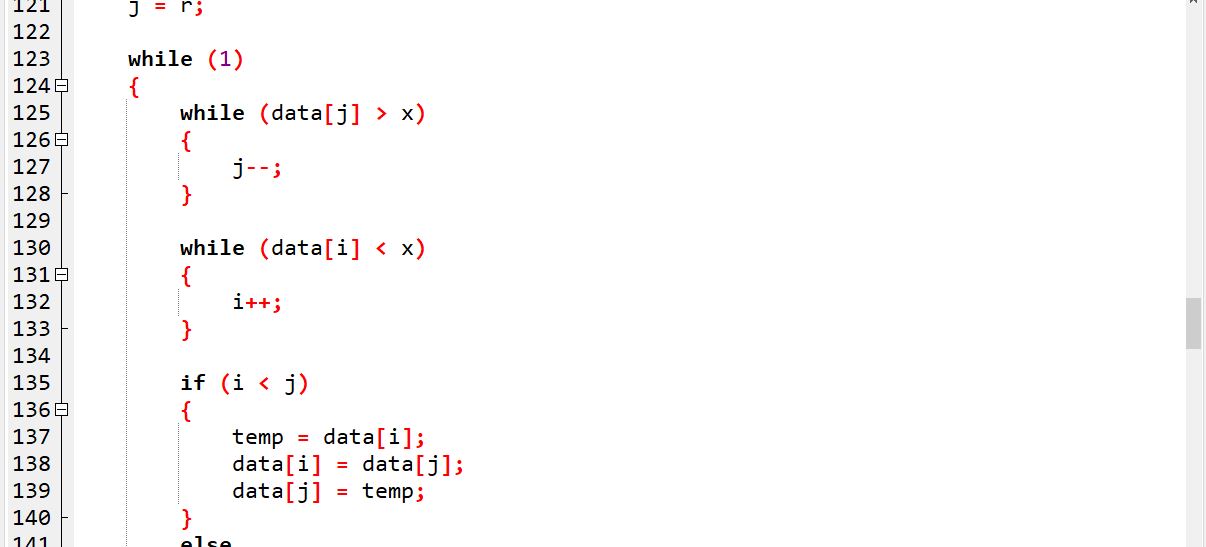 121 j = r;
122
123 while (1)
124 {
125 while (data[j] > x)
126 {
127 j--;
128 }
129
130 while (data[i] < x)
131 {
132 i++;
133 }
134
135 if (i < j)
136 {
137 temp = data[i];
138 data[i] = data[j];
139 data[j] = temp;
140 }
141 else